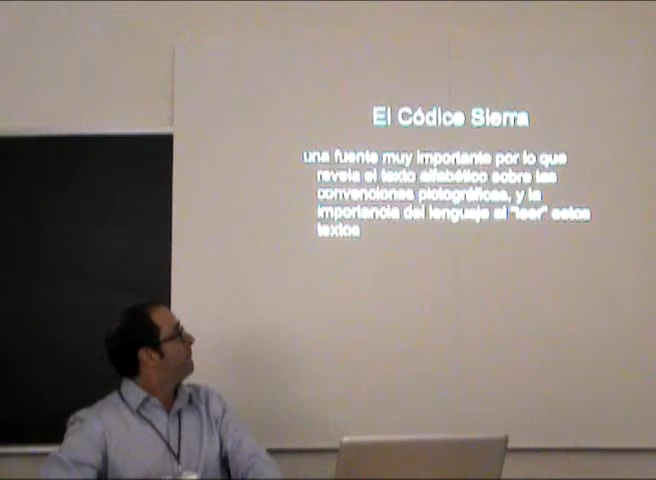 El Códice Sierra
una fuente muy importante por lo que
revela el texto alfabético sobre las
convenciones pictográficas, y la
importancia del lenguaje al "leer" estos
textos